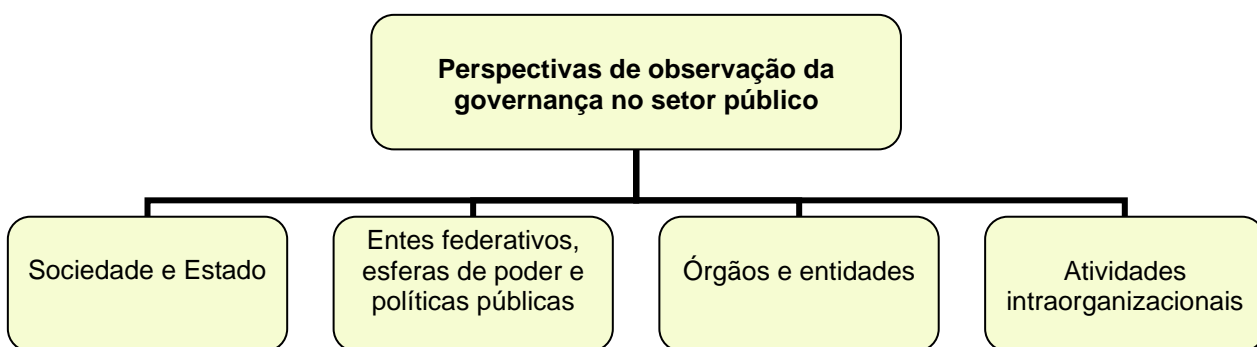 Perspectivas de observação da
governança no setor público
Sociedade e Estado
Entes federativos,
esferas de poder e
políticas públicas
Órgãos e entidades
Atividades
intraorganizacionais